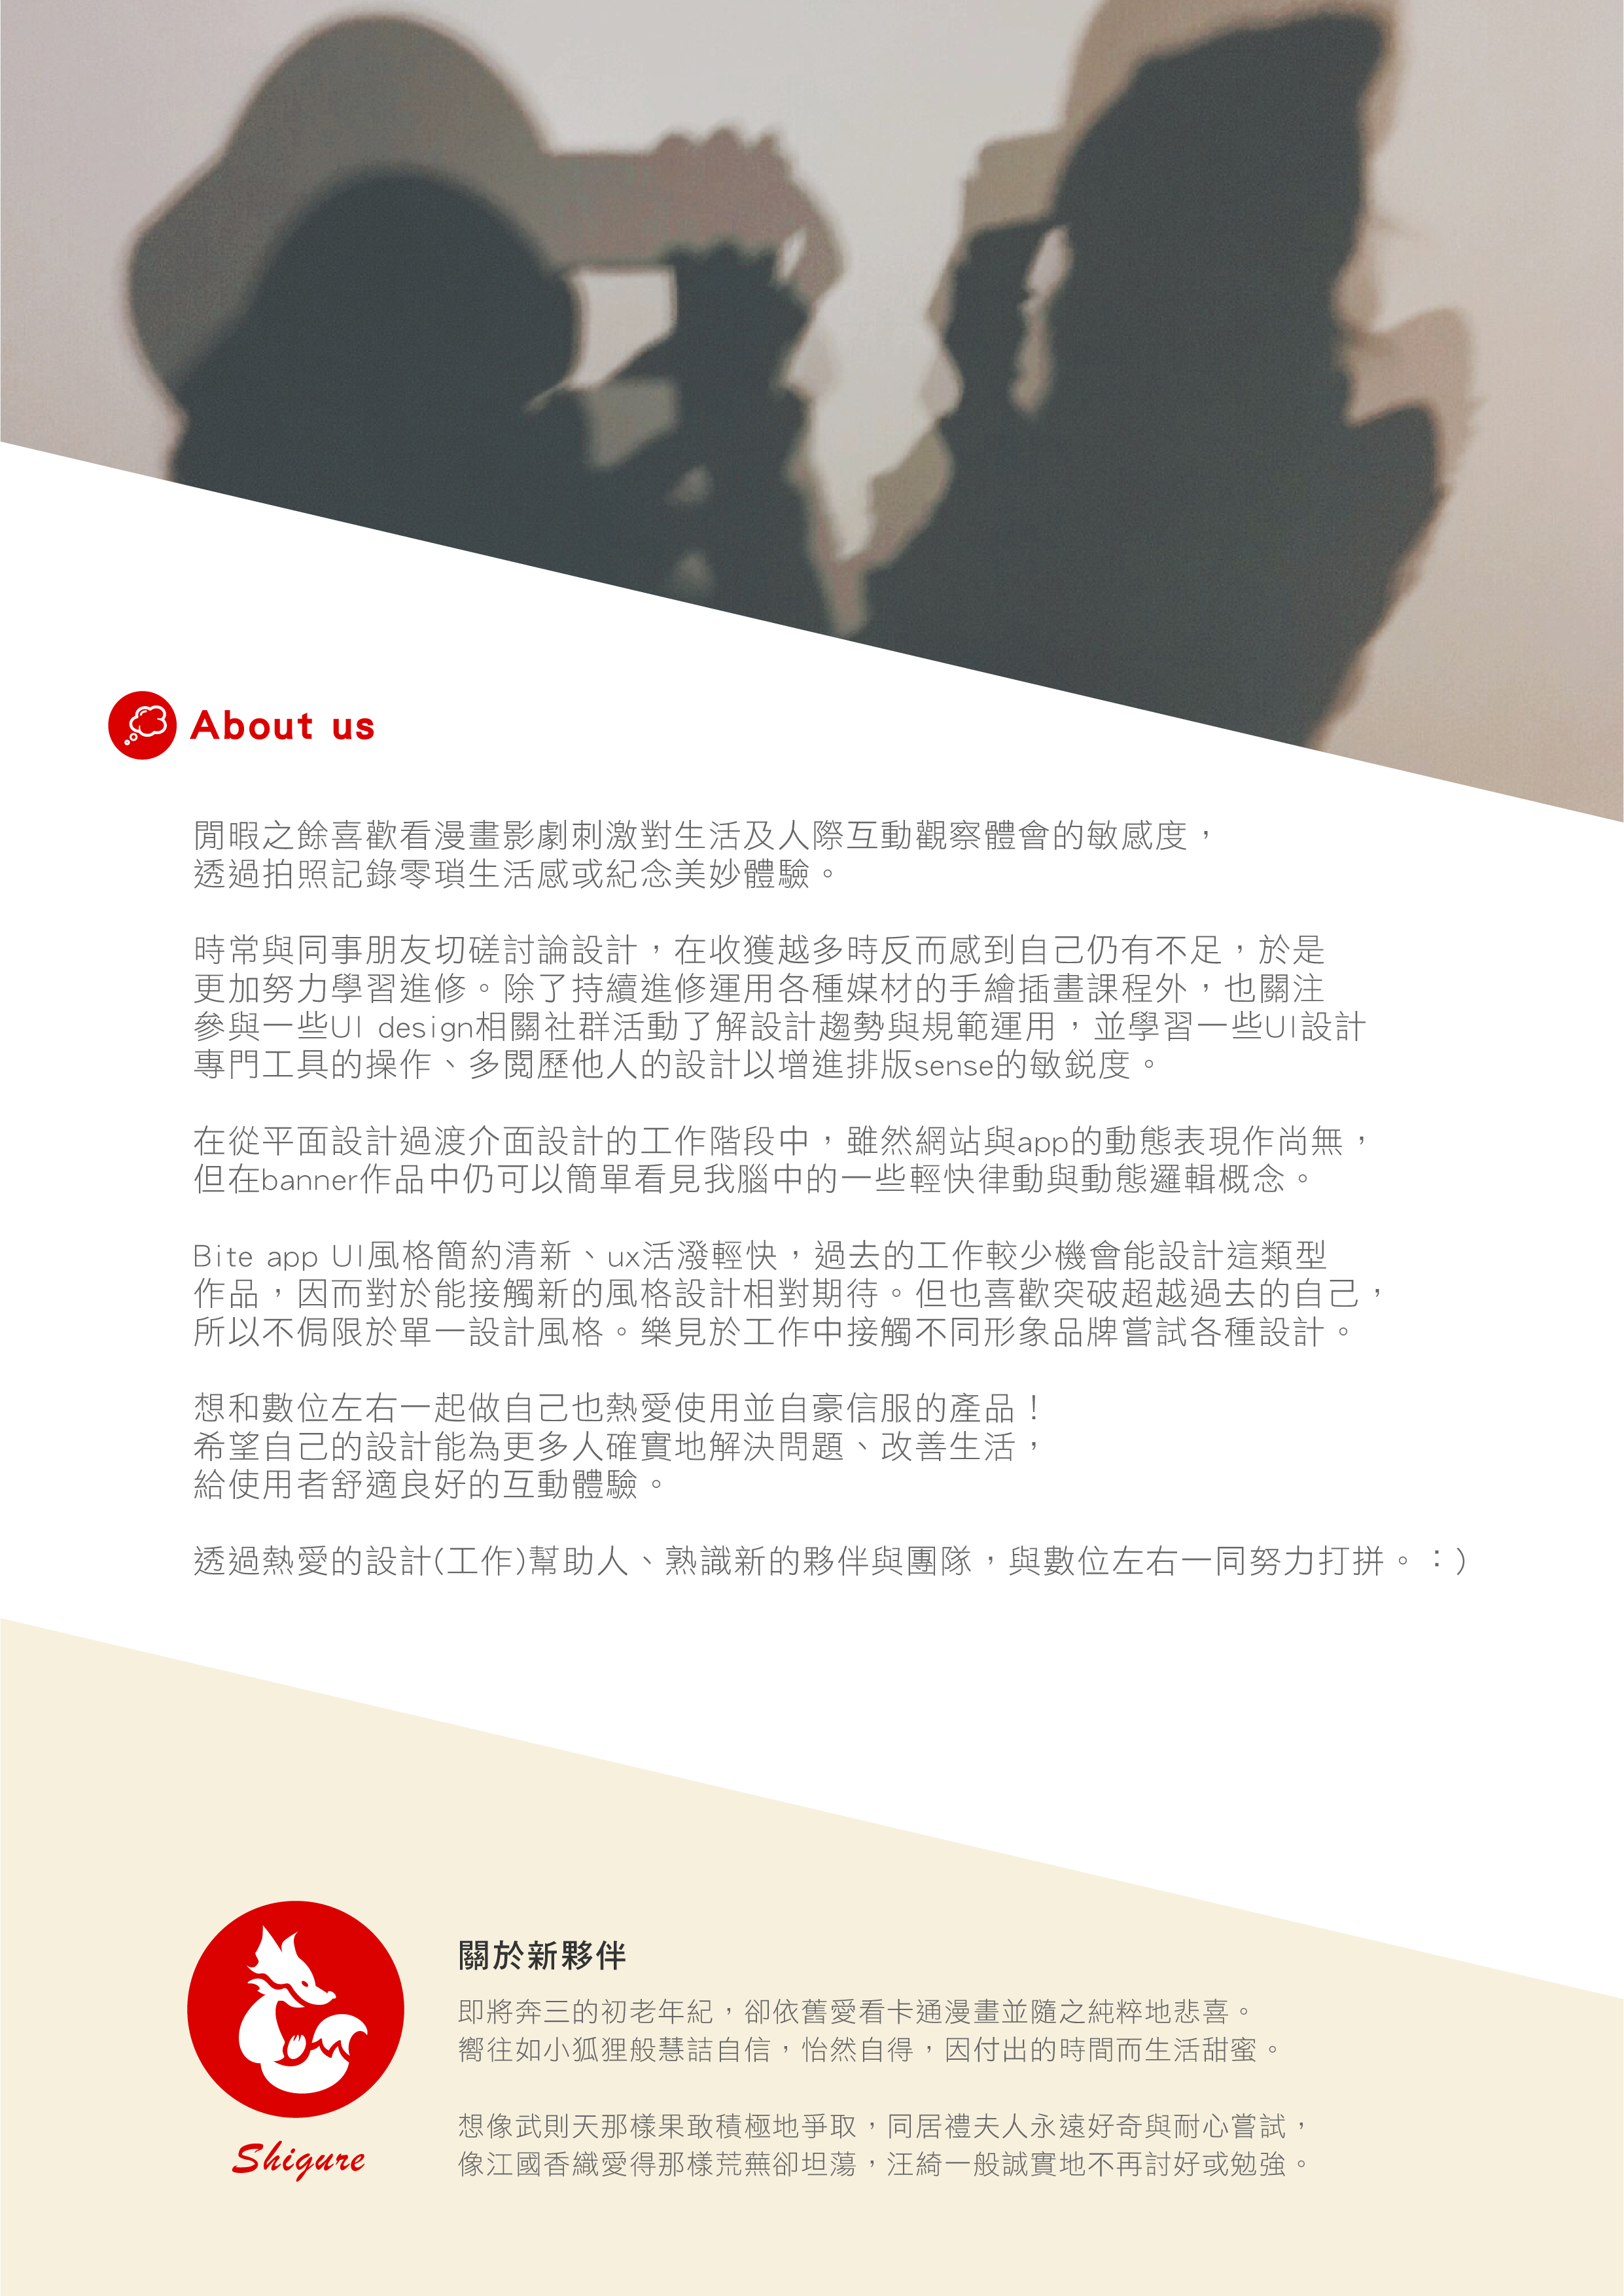 About us
閒暇之餘喜歡看漫畫影劇刺激對生活及人際互動觀察體會的敏感度，
透過拍照記錄零瑣生活感或紀念美妙體驗。
時常與同事朋友切磋討論設計，在收獲越多時反而感到自己仍有不足，於是
更加努力學習進修。除了持續進修運用各種媒材的手繪插畫課程外，也關注
參與一些UI design相關社群活動了解設計趨勢與規範運用，並學習一些UI設計
專門工具的操作、多閱歷他人的設計以增進排版sense的敏銳度。
在從平面設計過渡介面設計的工作階段中，雖然網站與app的動態表現作尚無，
但在banner作品中仍可以簡單看見我腦中的一些輕快律動與動態邏輯概念。
Bite app UI風格簡約清新、ux活潑輕快，過去的工作較少機會能設計這類型
作品，因而對於能接觸新的風格設計相對期待。但也喜歡突破超越過去的自己，
所以不侷限於單一設計風格。樂見於工作中接觸不同形象品牌嘗試各種設計。
想和數位左右一起做自己也熱愛使用並自豪信服的產品！
希望自己的設計能為更多人確實地解決問題、改善生活，
給使用者舒適良好的互動體驗。
透過熱愛的設計(工作)幫助人、熟識新的夥伴與團隊，與數位左右一同努力打拼。：）
關於新夥伴
即將奔三的初老年紀，卻依舊愛看卡通漫畫並隨之純粹地悲喜。
嚮往如小狐狸般慧詰自信，怡然自得，因付出的時間而生活甜蜜。
想像武則天那樣果敢積極地爭取，同居禮夫人永遠好奇與耐心嘗試，
像江國香織愛得那樣荒蕪卻坦蕩，汪綺一般誠實地不再討好或勉強。
Shigure